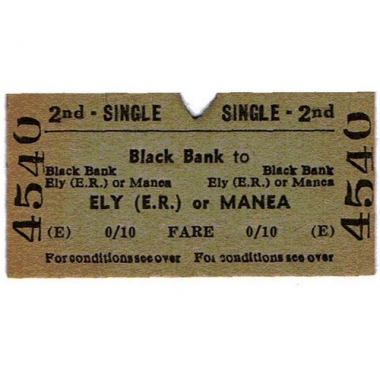 2nd - SINGLE SINGLE - 2nd
Black Bank to
Black Bank Black Bank
Ely (E.R.) or Manea Ely (E.R.) or Manea
ELY (E.R.) or MANEA
(E) 0/10 FARE 0/10 (E)
For conditions see over For conditions see over
4540
4540